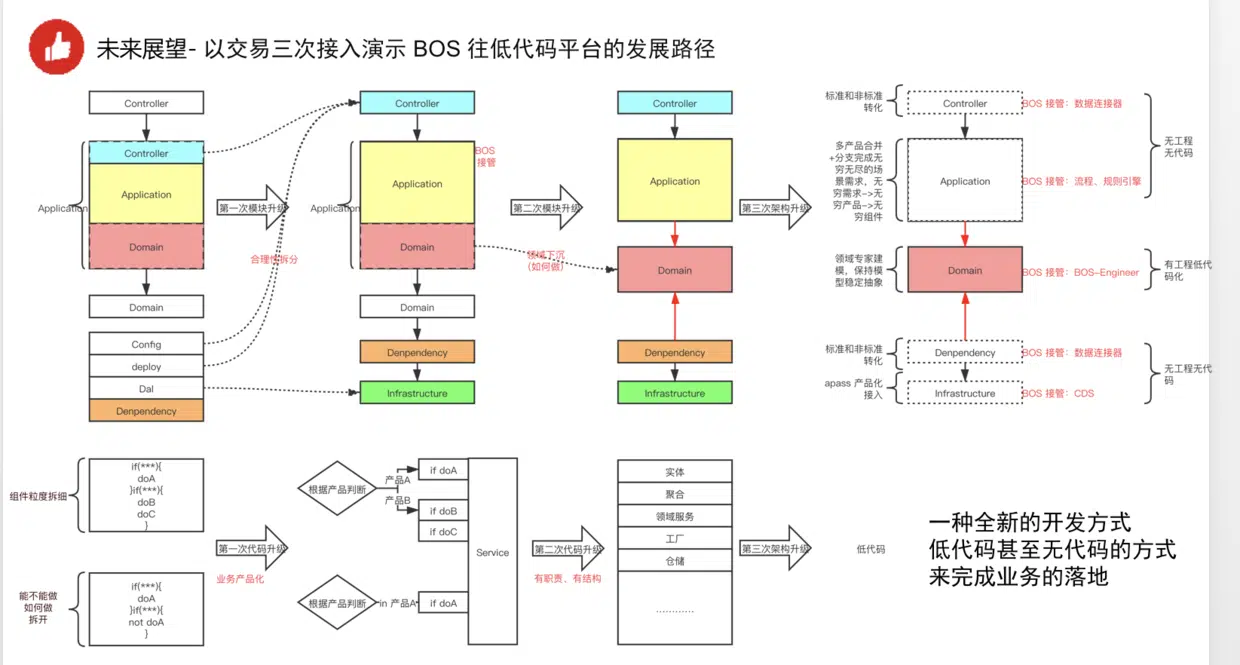 未来展望- 以交易三次接入演示 BOS 往低代码平台的发展路径
Controller
Controller
Application
Domain
Application
Domain
Config
deploy
Dal
Denpendency
第一次模块升级
合理性拆分
Controller
Application
Domain
Application
BOS
接管
Domain
Denpendency
Infrastructure
第二次模块升级
领域下沉
(如何做)
Controller
Application
Domain
Denpendency
Infrastructure
第三次架构升级
标准和非标准
转化
Controller
BOS 接管：数据连接器
多产品合并
+分支完成无
穷无尽的场
景需求，无
穷需求->无
穷产品->无
穷组件
Application
BOS 接管：流程、规则引擎
无工程
无代码
领域专家建
模，保持模
型稳定抽象
Domain
BOS 接管：BOS-Engineer
有工程低代
码化
标准和非标准
转化
Denpendency
BOS 接管：数据连接器
apass 产品化
接入
Infrastructure
BOS 接管：CDS
无工程无代
码
组件粒度拆细
if(***){
doA
}if(***){
doB
doC
}
能不能做
如何做
拆开
if(***){
doA
}if(***){
not doA
}
第一次代码升级
业务产品化
根据产品判断
产品A
产品B
if doA
if doB
if doC
Service
根据产品判断
in 产品A
if doA
第二次代码升级
有职责、有结构
实体
聚合
领域服务
工厂
仓储
............
第三次架构升级
低代码
一种全新的开发方式
低代码甚至无代码的方式
来完成业务的落地